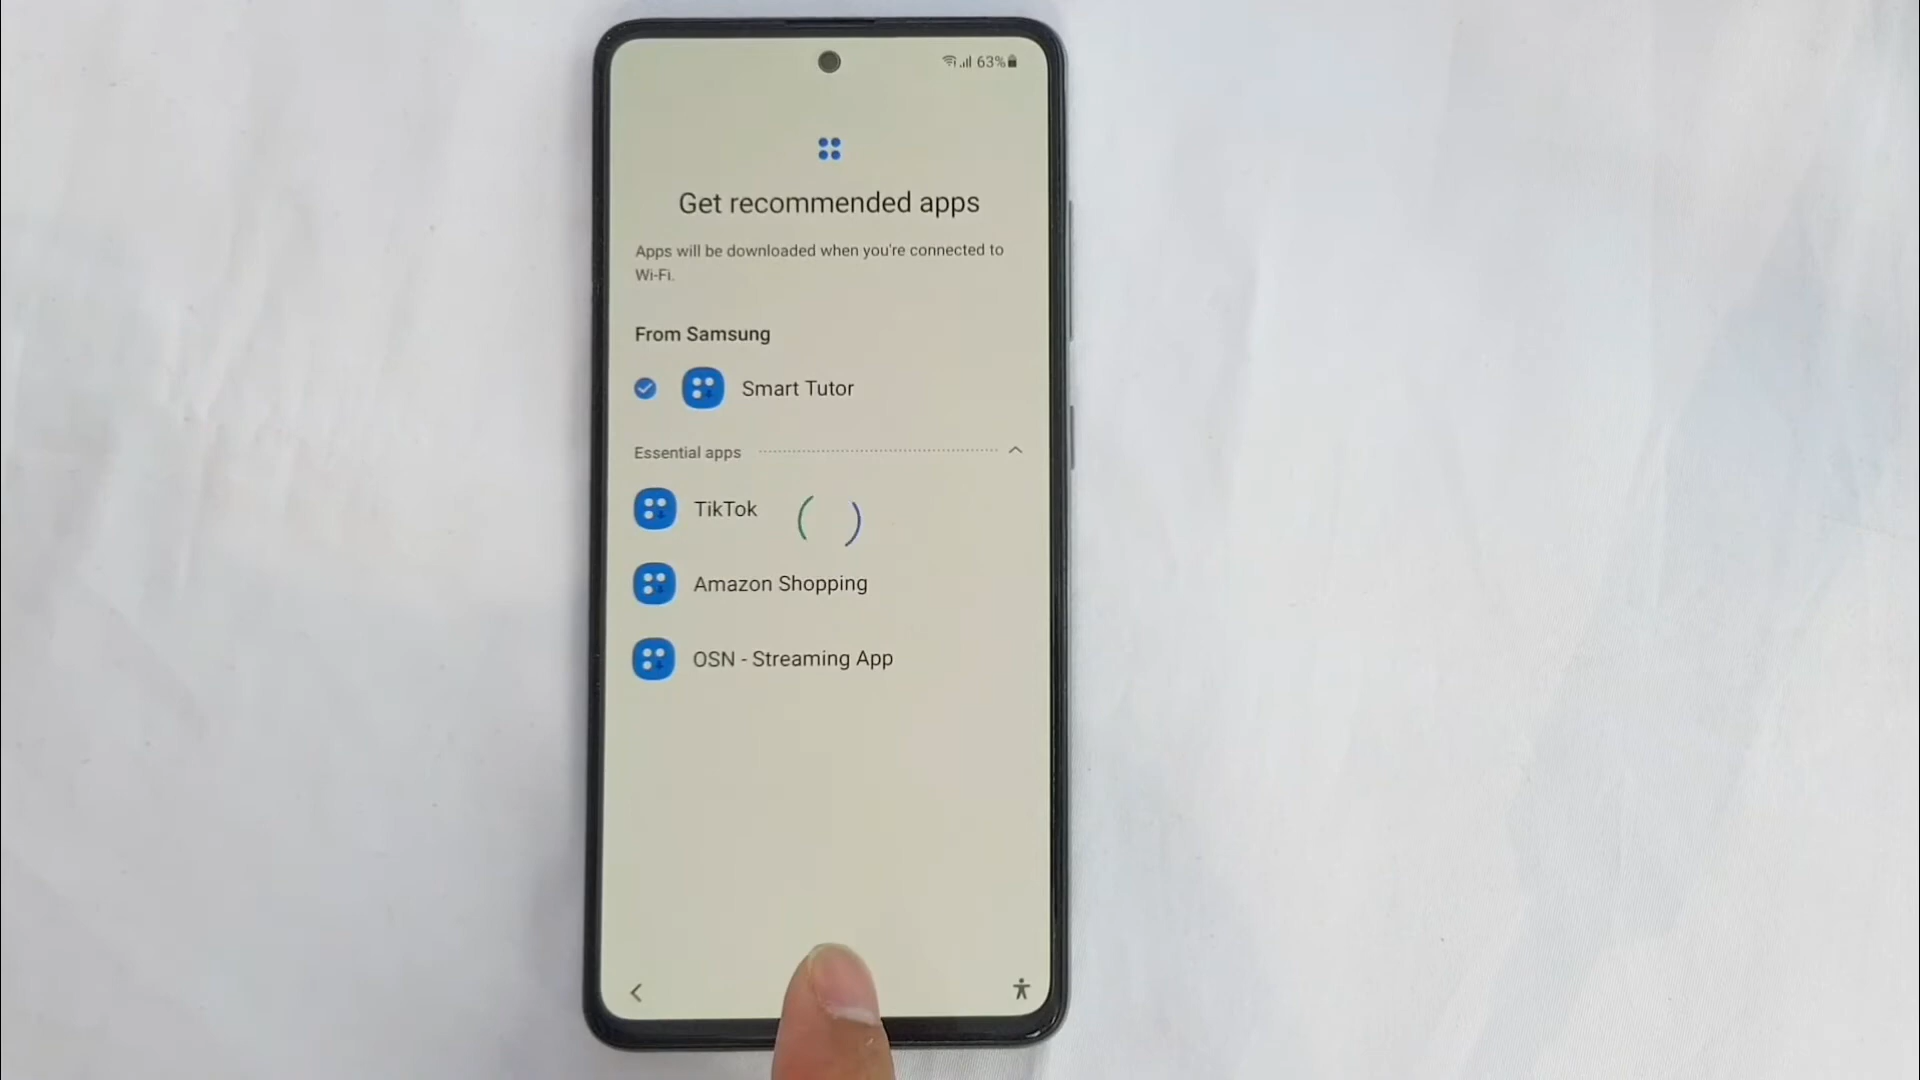 63%
Get recommended apps
Apps will be downloaded when you're connected to
Wi-Fi.
From Samsung
Smart Tutor
Essential apps
TikTok
Amazon Shopping
OSN - Streaming App